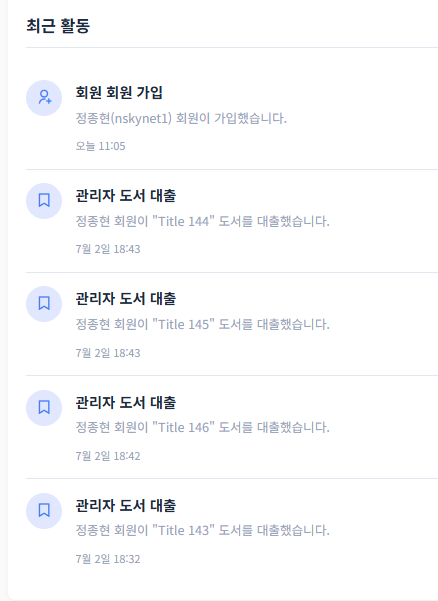 최근 활동
회원 회원 가입
정종현(nskynet1) 회원이 가입했습니다.
오늘 11:05
관리자 도서 대출
정종현 회원이 "Title 144" 도서를 대출했습니다.
7월 2일 18:43
관리자 도서 대출
정종현 회원이 "Title 145" 도서를 대출했습니다.
7월 2일 18:43
관리자 도서 대출
정종현 회원이 "Title 146" 도서를 대출했습니다.
7월 2일 18:42
관리자 도서 대출
정종현 회원이 "Title 143" 도서를 대출했습니다.
7월 2일 18:32